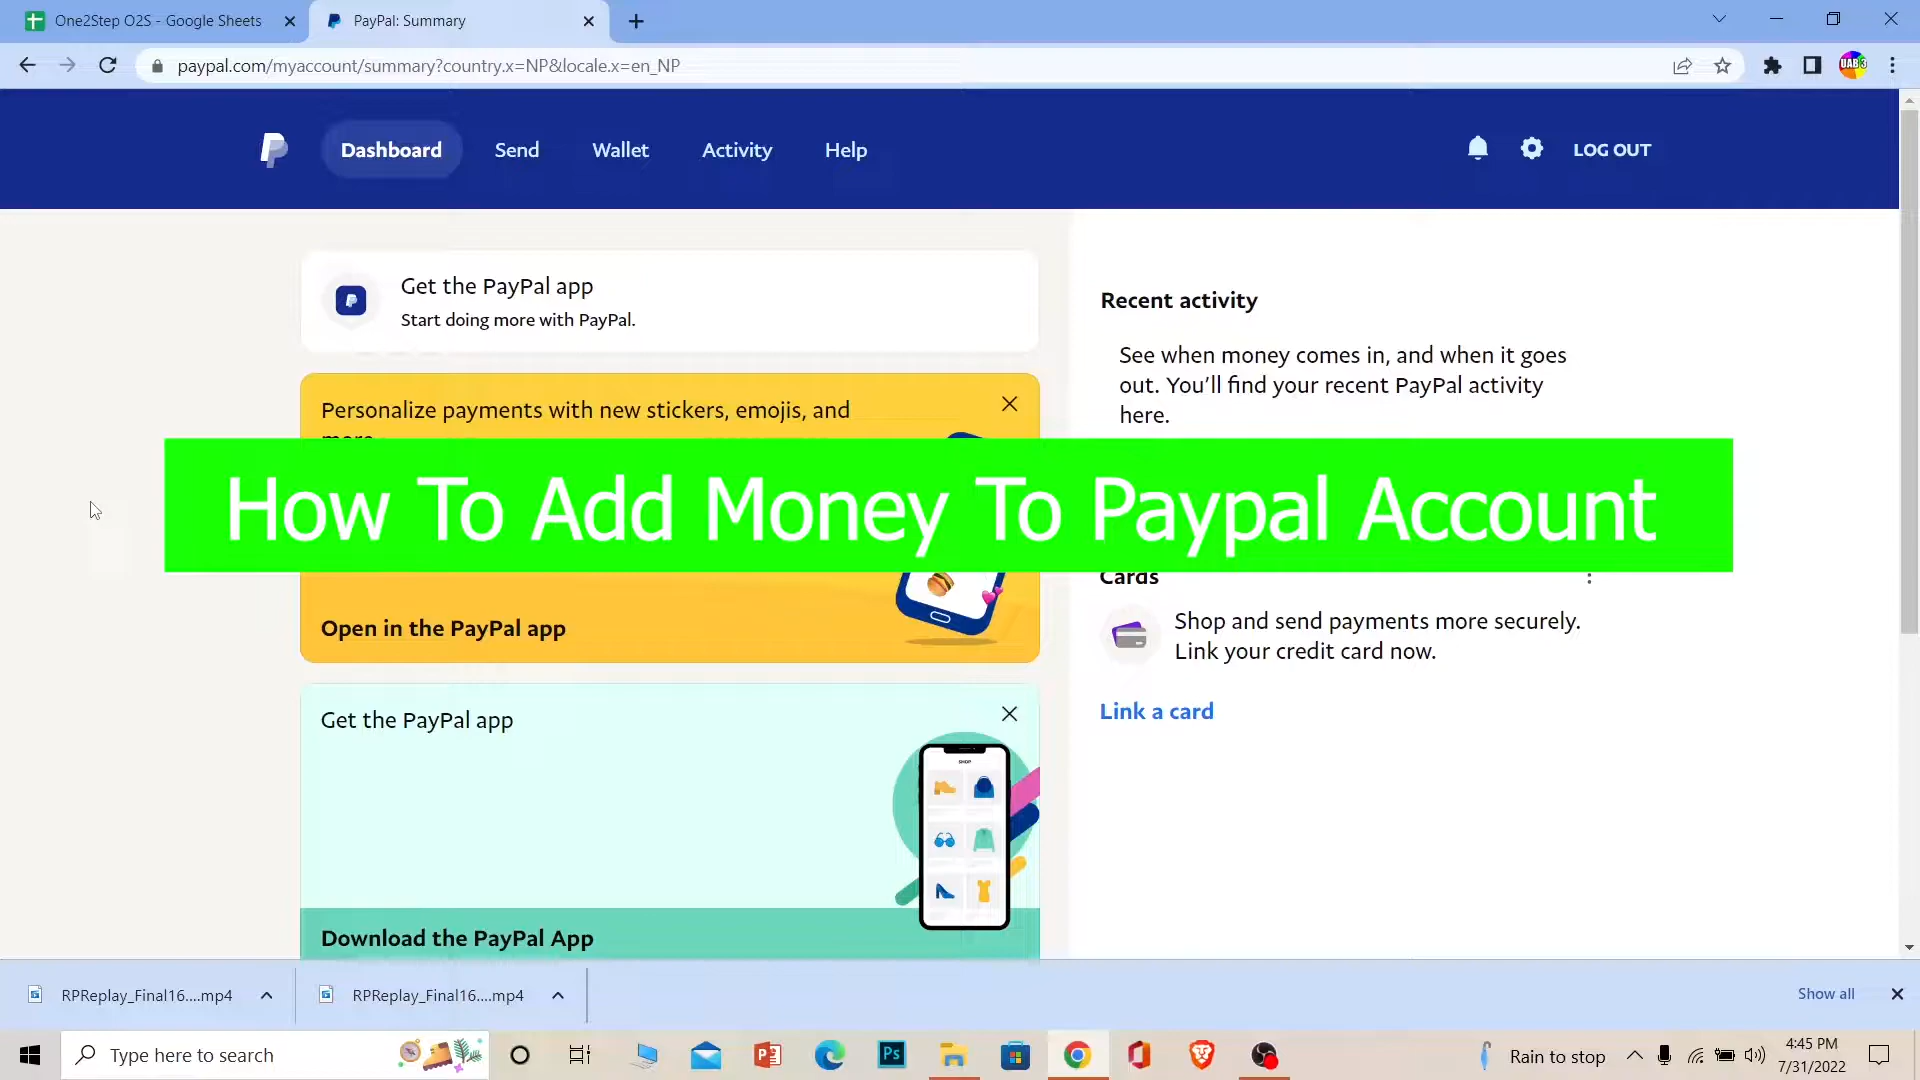 One2Step O2S - Google Sheets
PayPal: Summary
paypal.com/myaccount/summary?country.x=NP&locale.x=en_NP
UAB 3
Dashboard
Send
Wallet
Activity
Help
LOG OUT
Get the PayPal app
Start doing more with PayPal.
Recent activity
See when money comes in, and when it goes
out. You'll find your recent PayPal activity
here.
Personalize payments with new stickers, emojis, and
more
How To Add Money To Paypal Account
Cards
Shop and send payments more securely.
Link your credit card now.
Link a card
Open in the PayPal app
Get the PayPal app
SHOP
Download the PayPal App
RPReplay_Final16....mp4
RPReplay_Final16....mp4
Show all
Type here to search
Ps
Rain to stop
4:45 PM
7/31/2022